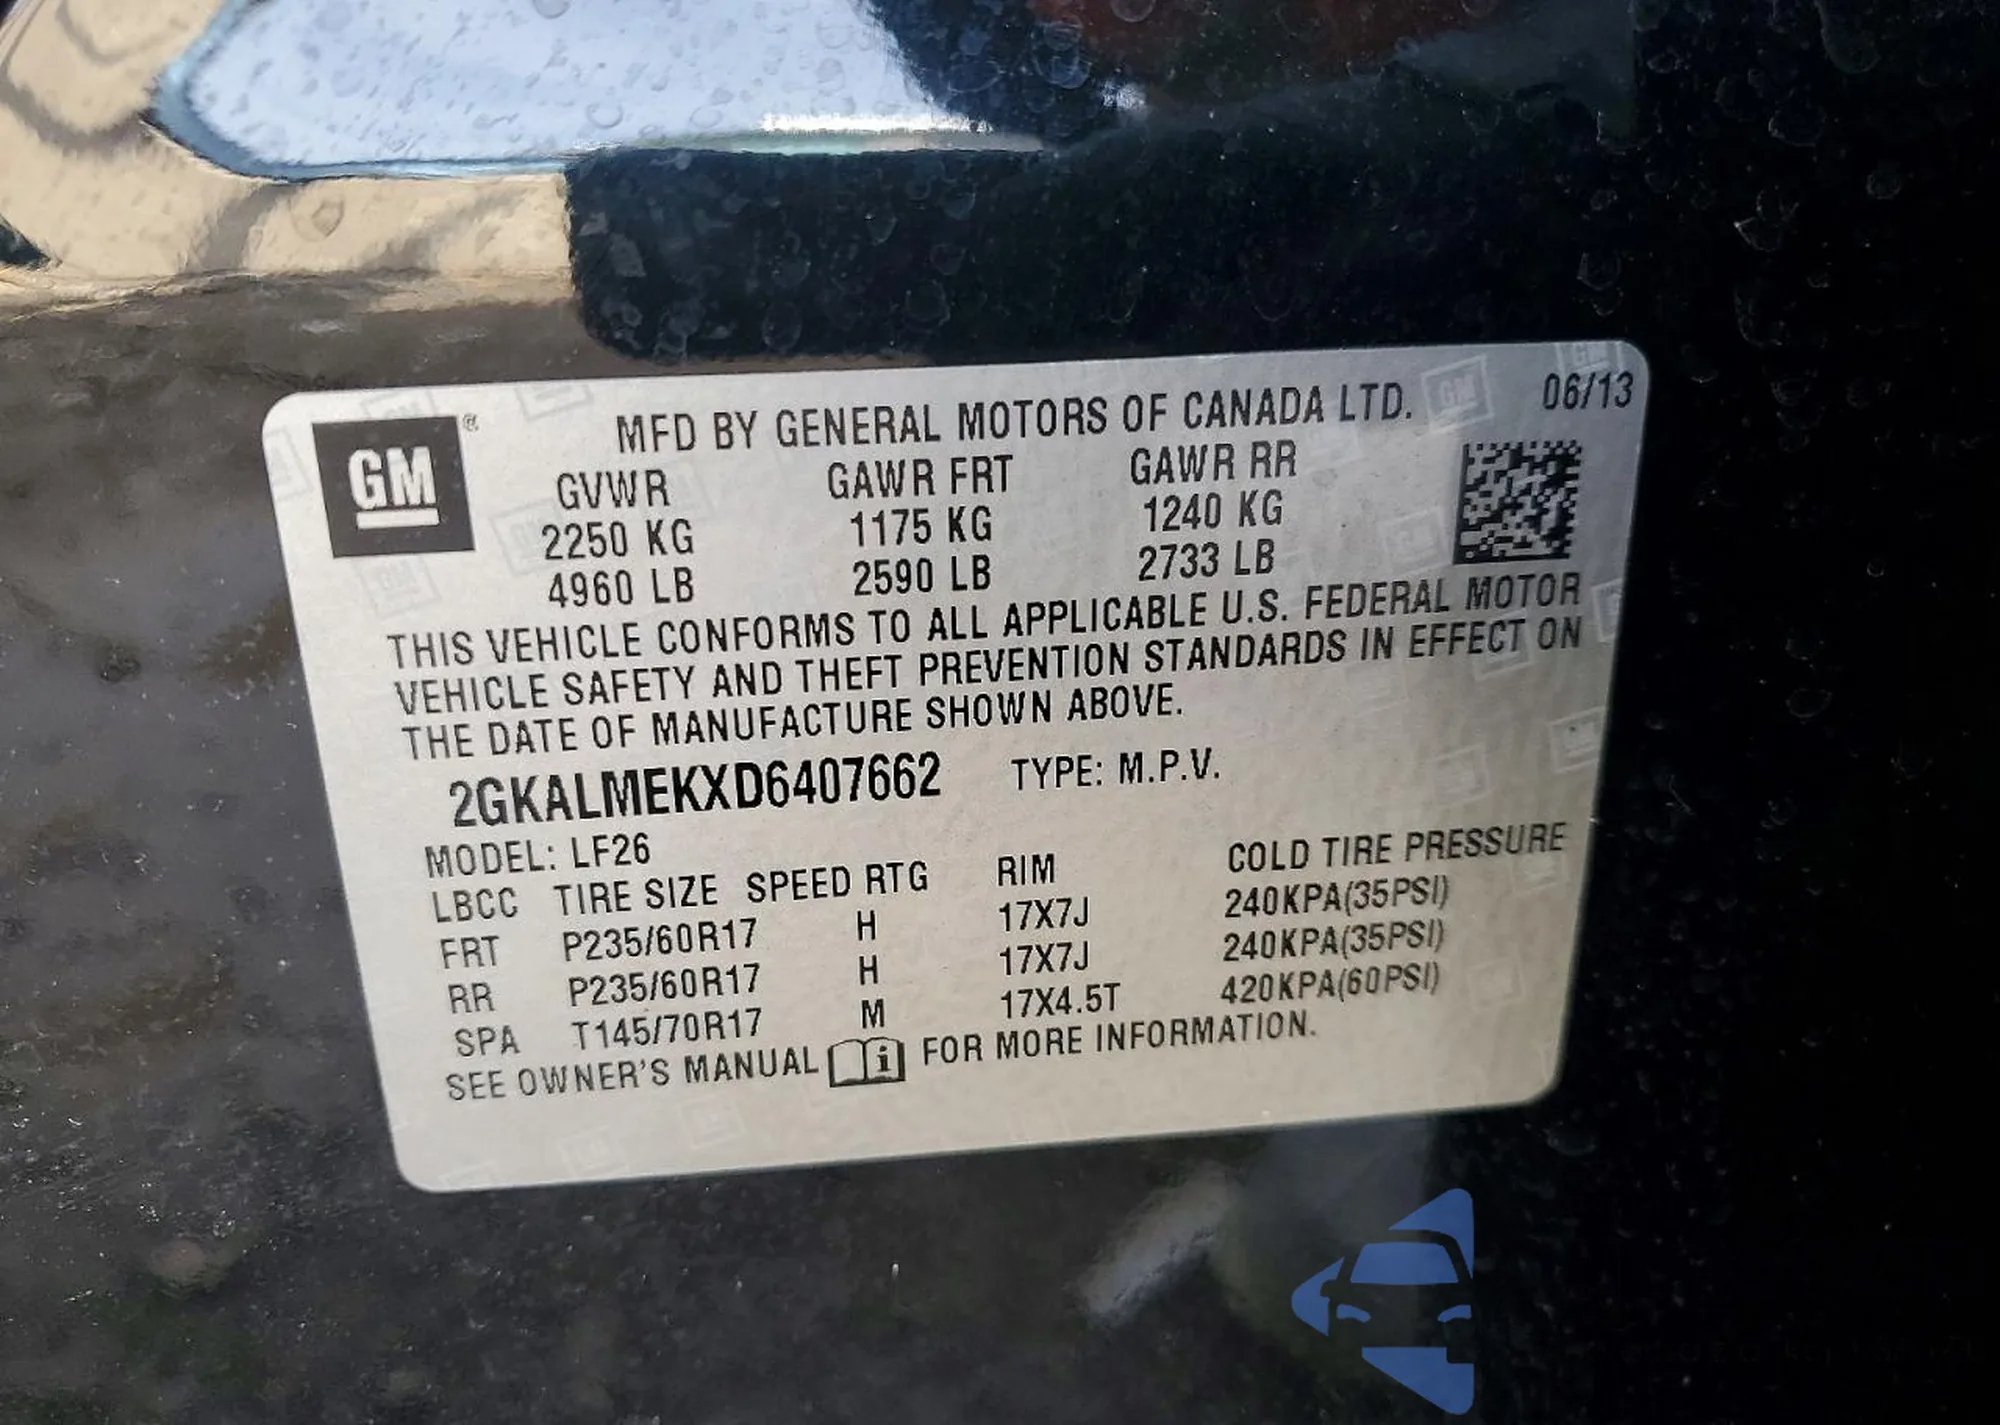 GM ®
MFD BY GENERAL MOTORS OF CANADA LTD. 06/13
GVWR GAWR FRT GAWR RR
2250 KG 1175 KG 1240 KG
4960 LB 2590 LB 2733 LB
THIS VEHICLE CONFORMS TO ALL APPLICABLE U.S. FEDERAL MOTOR
VEHICLE SAFETY AND THEFT PREVENTION STANDARDS IN EFFECT ON
THE DATE OF MANUFACTURE SHOWN ABOVE.
2GKALMEKXD6407662 TYPE: M.P.V.
MODEL: LF26
LBCC TIRE SIZE SPEED RTG RIM COLD TIRE PRESSURE
FRT P235/60R17 H 17X7J 240KPA(35PSI)
RR P235/60R17 H 17X7J 240KPA(35PSI)
SPA T145/70R17 M 17X4.5T 420KPA(60PSI)
SEE OWNER'S MANUAL i FOR MORE INFORMATION.